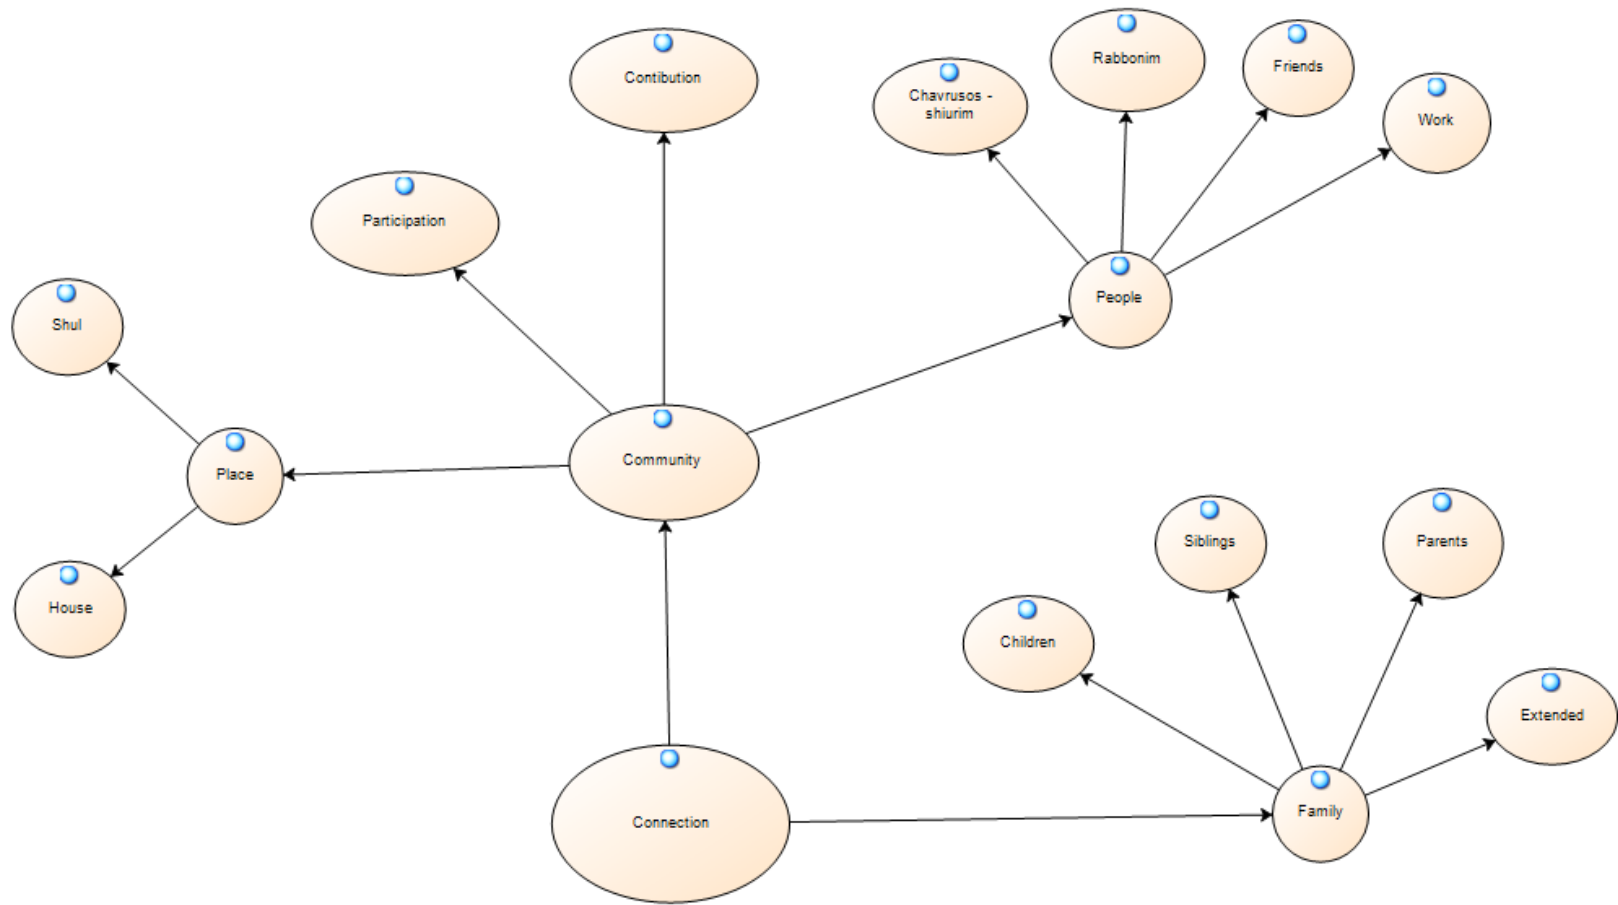 Contibution
Rabbonim
Friends
Chavrusos -
shiurim
Work
Participation
People
Shul
Community
Place
House
Siblings
Parents
Children
Extended
Connection
Family